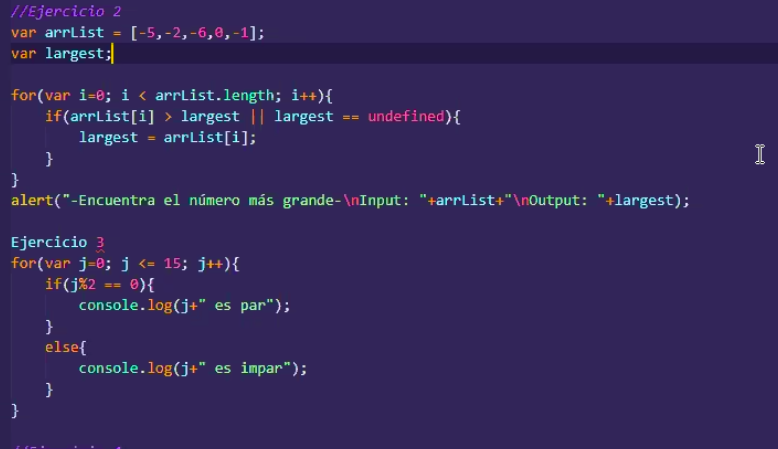 //Ejercicio 2
var arrList = [-5,-2,-6,0,-1];
var largest;
for(var i=0; i < arrList.length; i++){
if(arrList[i] > largest || largest == undefined){
largest = arrList[i];
}
}
alert("-Encuentra el número más grande-\nInput: "+arrList+"\nOutput: "+largest);
Ejercicio 3
for(var j=0; j <= 15; j++){
if(j%2 == 0){
console.log(j+" es par");
}
else{
console.log(j+" es impar");
}
}